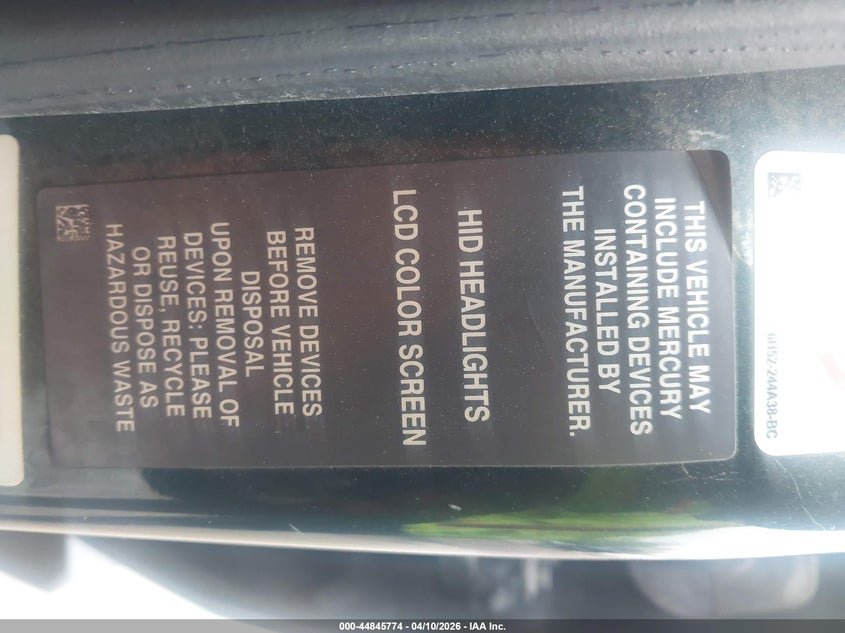 THIS VEHICLE MAY
INCLUDE MERCURY
CONTAINING DEVICES
INSTALLED BY
THE MANUFACTURER.
HID HEADLIGHTS
LCD COLOR SCREEN
REMOVE DEVICES
BEFORE VEHICLE
DISPOSAL
UPON REMOVAL OF
DEVICES; PLEASE
REUSE, RECYCLE
OR DISPOSE AS
HAZARDOUS WASTE
6H52-244A38-BC
000-44845774 - 04/10/2026 - IAA Inc.